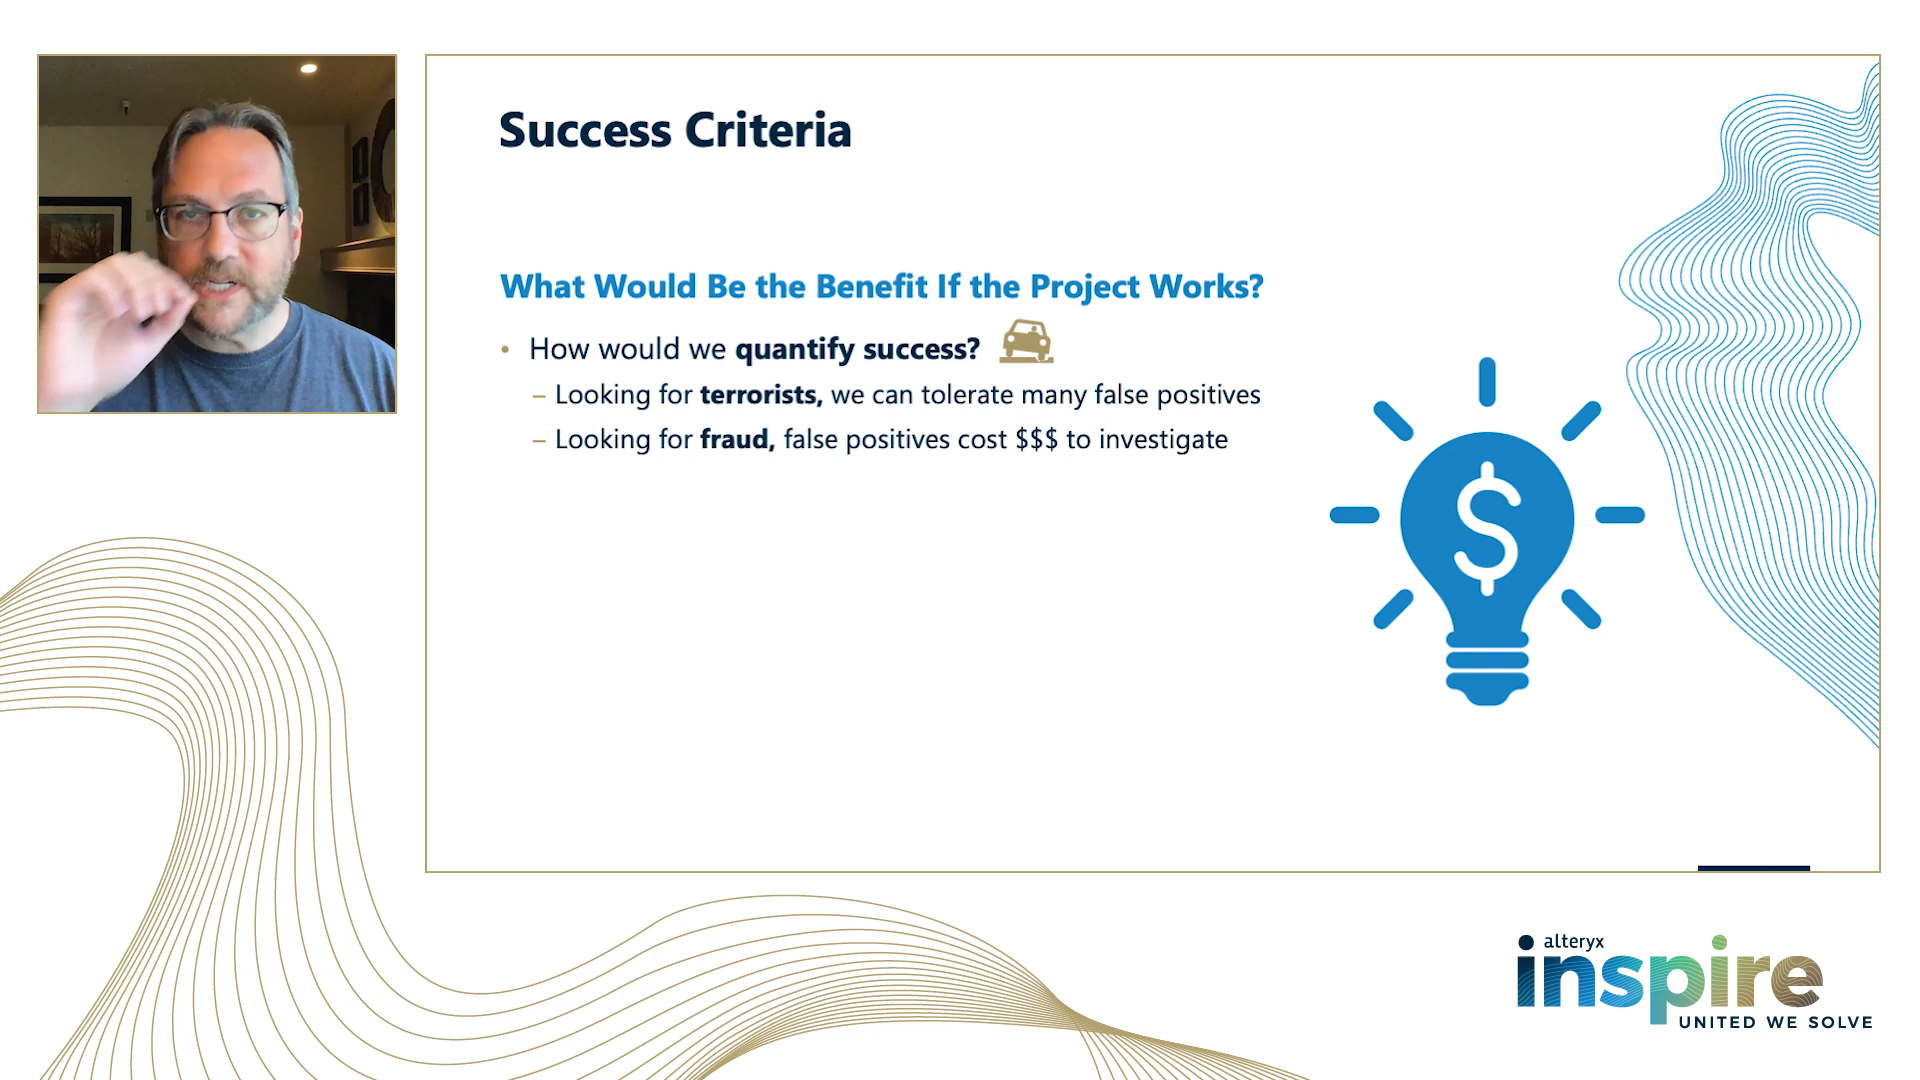 Success Criteria
What Would Be the Benefit If the Project Works?
• How would we quantify success?
– Looking for terrorists, we can tolerate many false positives
– Looking for fraud, false positives cost $$$ to investigate
$
alteryx
inspire
UNITED WE SOLVE